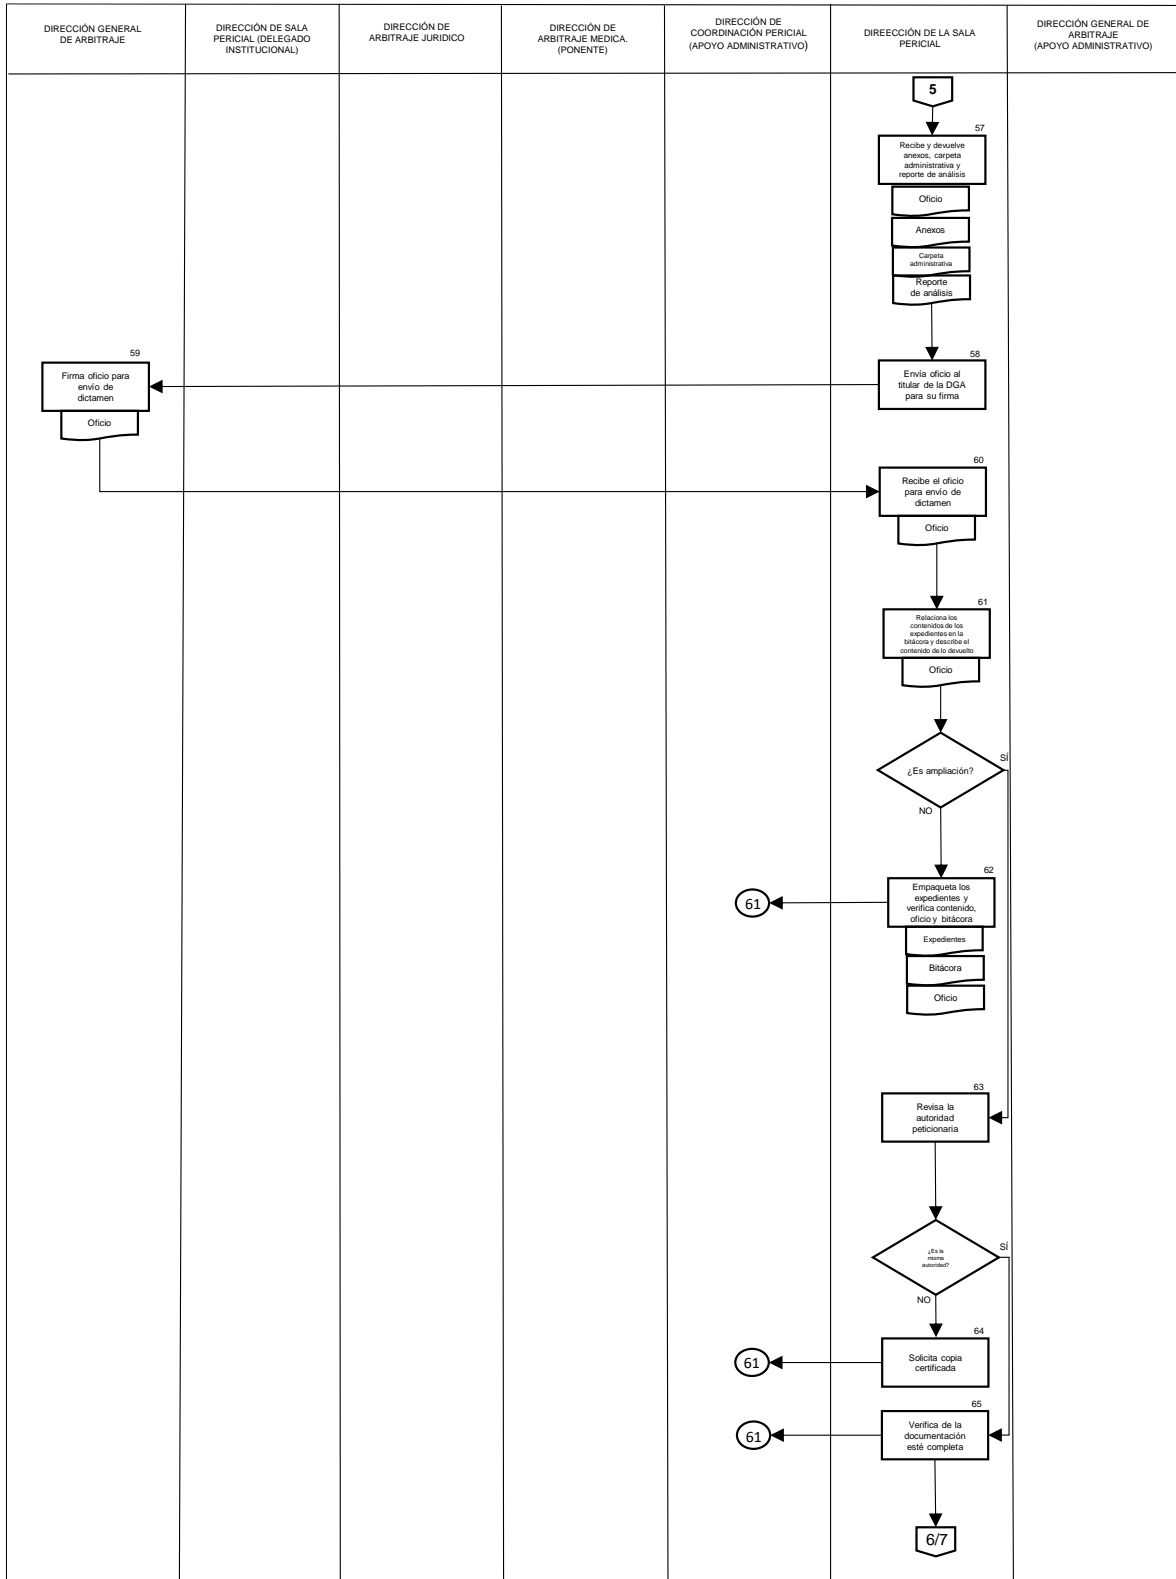 DIRECCIÓN GENERAL
DE ARBITRAJE
DIRECCIÓN DE SALA
PERICIAL (DELEGADO
INSTITUCIONAL)
DIRECCIÓN DE
ARBITRAJE JURIDICO
DIRECCIÓN DE
ARBITRAJE MEDICA.
(PONENTE)
DIRECCIÓN DE
COORDINACIÓN PERICIAL
(APOYO ADMINISTRATIVO)
DIREECCIÓN DE LA SALA
PERICIAL
DIRECCIÓN GENERAL DE
ARBITRAJE
(APOYO ADMINISTRATIVO)
5
57
Recibe y devuelve
anexos, carpeta
administrativa y
reporte de análisis
Oficio
Anexos
Carpeta
administrativa
Reporte
de análisis
59
Firma oficio para
envío de
dictamen
Oficio
58
Envía oficio al
titular de la DGA
para su firma
60
Recibe el oficio
para envío de
dictamen
Oficio
61
Relaciona los
contenidos de los
expedientes en la
bitácora y describe el
contenido de lo devuelto
Oficio
¿Es ampliación?
SÍ
NO
62
Empaqueta los
expedientes y
verifica contenido,
oficio y bitácora
61
Expedientes
Bitácora
Oficio
63
Revisa la
autoridad
peticionaria
¿Es la
misma
autoridad?
SÍ
NO
64
Solicita copia
certificada
61
65
Verifica de la
documentación
esté completa
61
6/7